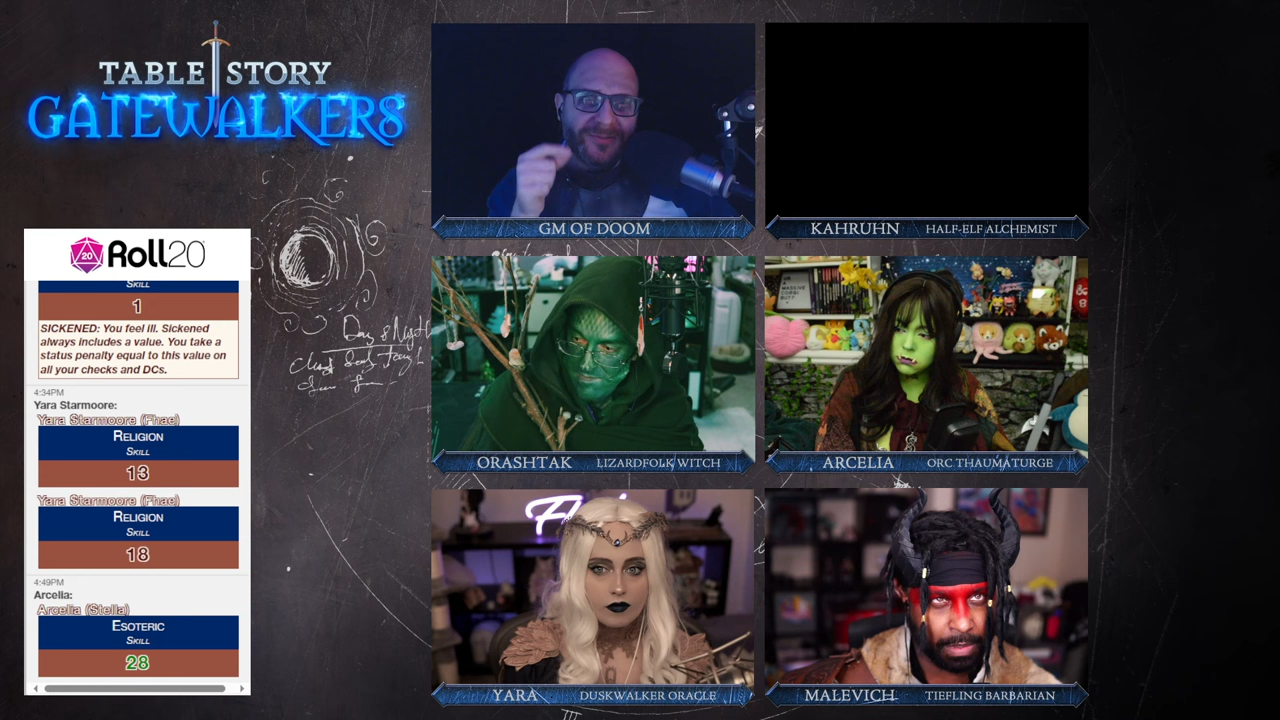 TABLE STORY
GATEWALKERS
GM OF DOOM
KAHRUHN HALF-ELF ALCHEMIST
Roll20
20
SKILL
1
SICKENED: You feel ill. Sickened
always includes a value. You take a
status penalty equal to this value on
all your checks and DCs.
4:34PM
Yara Starmoore:
Yara Starmoore (Fhae)
RELIGION
SKILL
13
Yara Starmoore (Fhae)
RELIGION
SKILL
18
4:49PM
Arcelia:
Arcelia (Stella)
ESOTERIC
SKILL
28
Day & Night
ORASHTAK LIZARDFOLK WITCH
ARCELIA ORC THAUMATURGE
YARA DUSKWALKER ORACLE
MALEVICH TIEFLING BARBARIAN